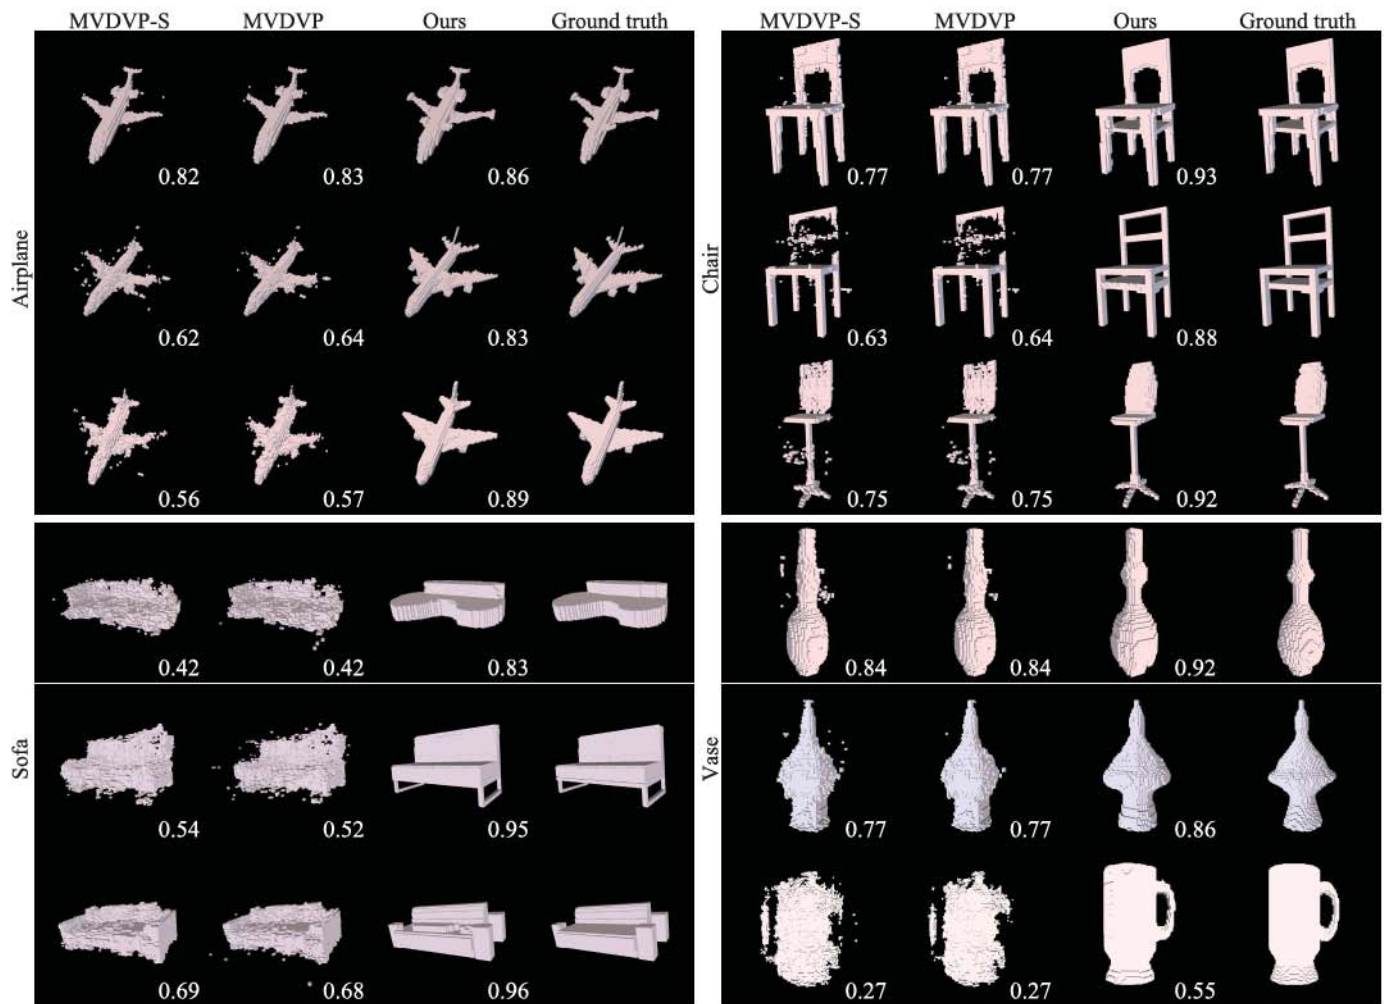 MVDVP-S MVDVP Ours Ground truth
Airplane
0.82 0.83 0.86
0.62 0.64 0.83
0.56 0.57 0.89
Sofa
0.42 0.42 0.83
0.54 0.52 0.95
0.69 0.68 0.96
MVDVP-S MVDVP Ours Ground truth
Chair
0.77 0.77 0.93
0.63 0.64 0.88
0.75 0.75 0.92
Vase
0.84 0.84 0.92
0.77 0.77 0.86
0.27 0.27 0.55